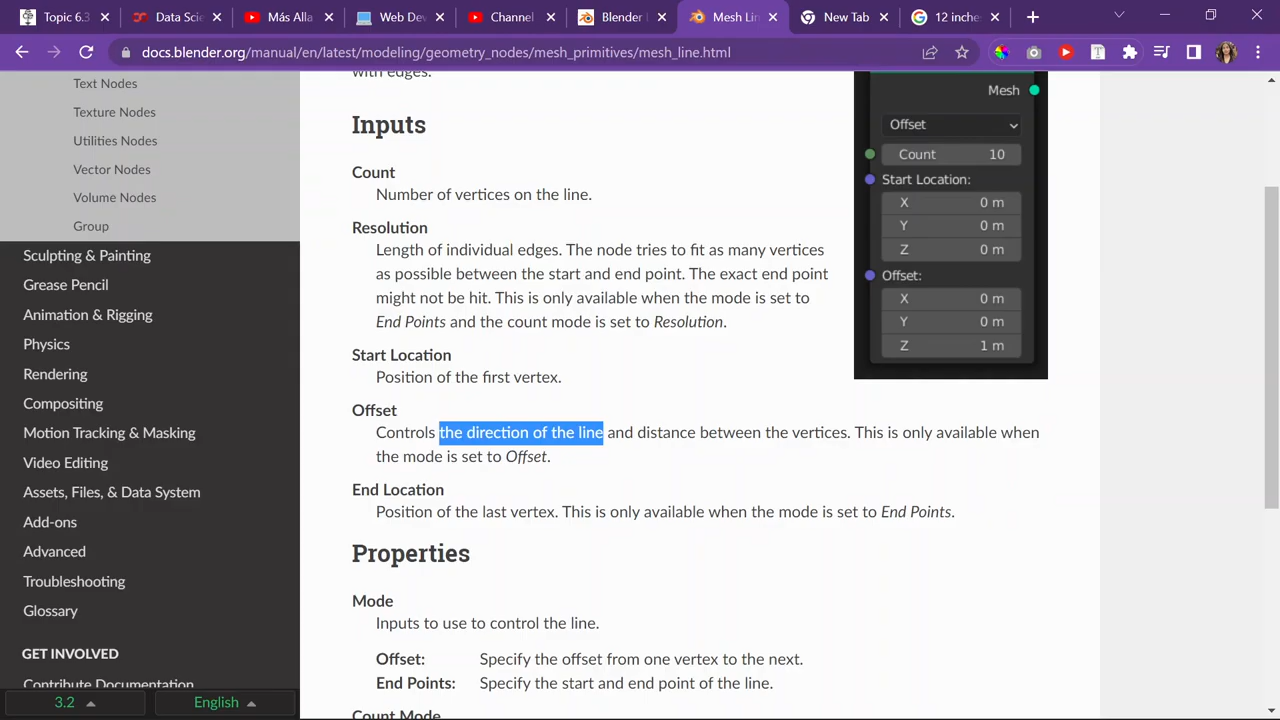 Topic 6.3
Data Scie
Más Alla
Web Dev
Channel
Blender
Mesh Lin
New Tab
12 inche
docs.blender.org/manual/en/latest/modeling/geometry_nodes/mesh_primitives/mesh_line.html
Text Nodes
Texture Nodes
Utilities Nodes
Vector Nodes
Volume Nodes
Group
Sculpting & Painting
Grease Pencil
Animation & Rigging
Physics
Rendering
Compositing
Motion Tracking & Masking
Video Editing
Assets, Files, & Data System
Add-ons
Advanced
Troubleshooting
Glossary
GET INVOLVED
Contribute Documentation
3.2
English
with edges.
Inputs
Count
Number of vertices on the line.
Resolution
Length of individual edges. The node tries to fit as many vertices
as possible between the start and end point. The exact end point
might not be hit. This is only available when the mode is set to
End Points and the count mode is set to Resolution.
Start Location
Position of the first vertex.
Offset
Controls the direction of the line and distance between the vertices. This is only available when
the mode is set to Offset.
End Location
Position of the last vertex. This is only available when the mode is set to End Points.
Properties
Mode
Inputs to use to control the line.
Offset: Specify the offset from one vertex to the next.
End Points: Specify the start and end point of the line.
Count Mode
Mesh
Offset
Count 10
Start Location:
X 0 m
Y 0 m
Z 0 m
Offset:
X 0 m
Y 0 m
Z 1 m